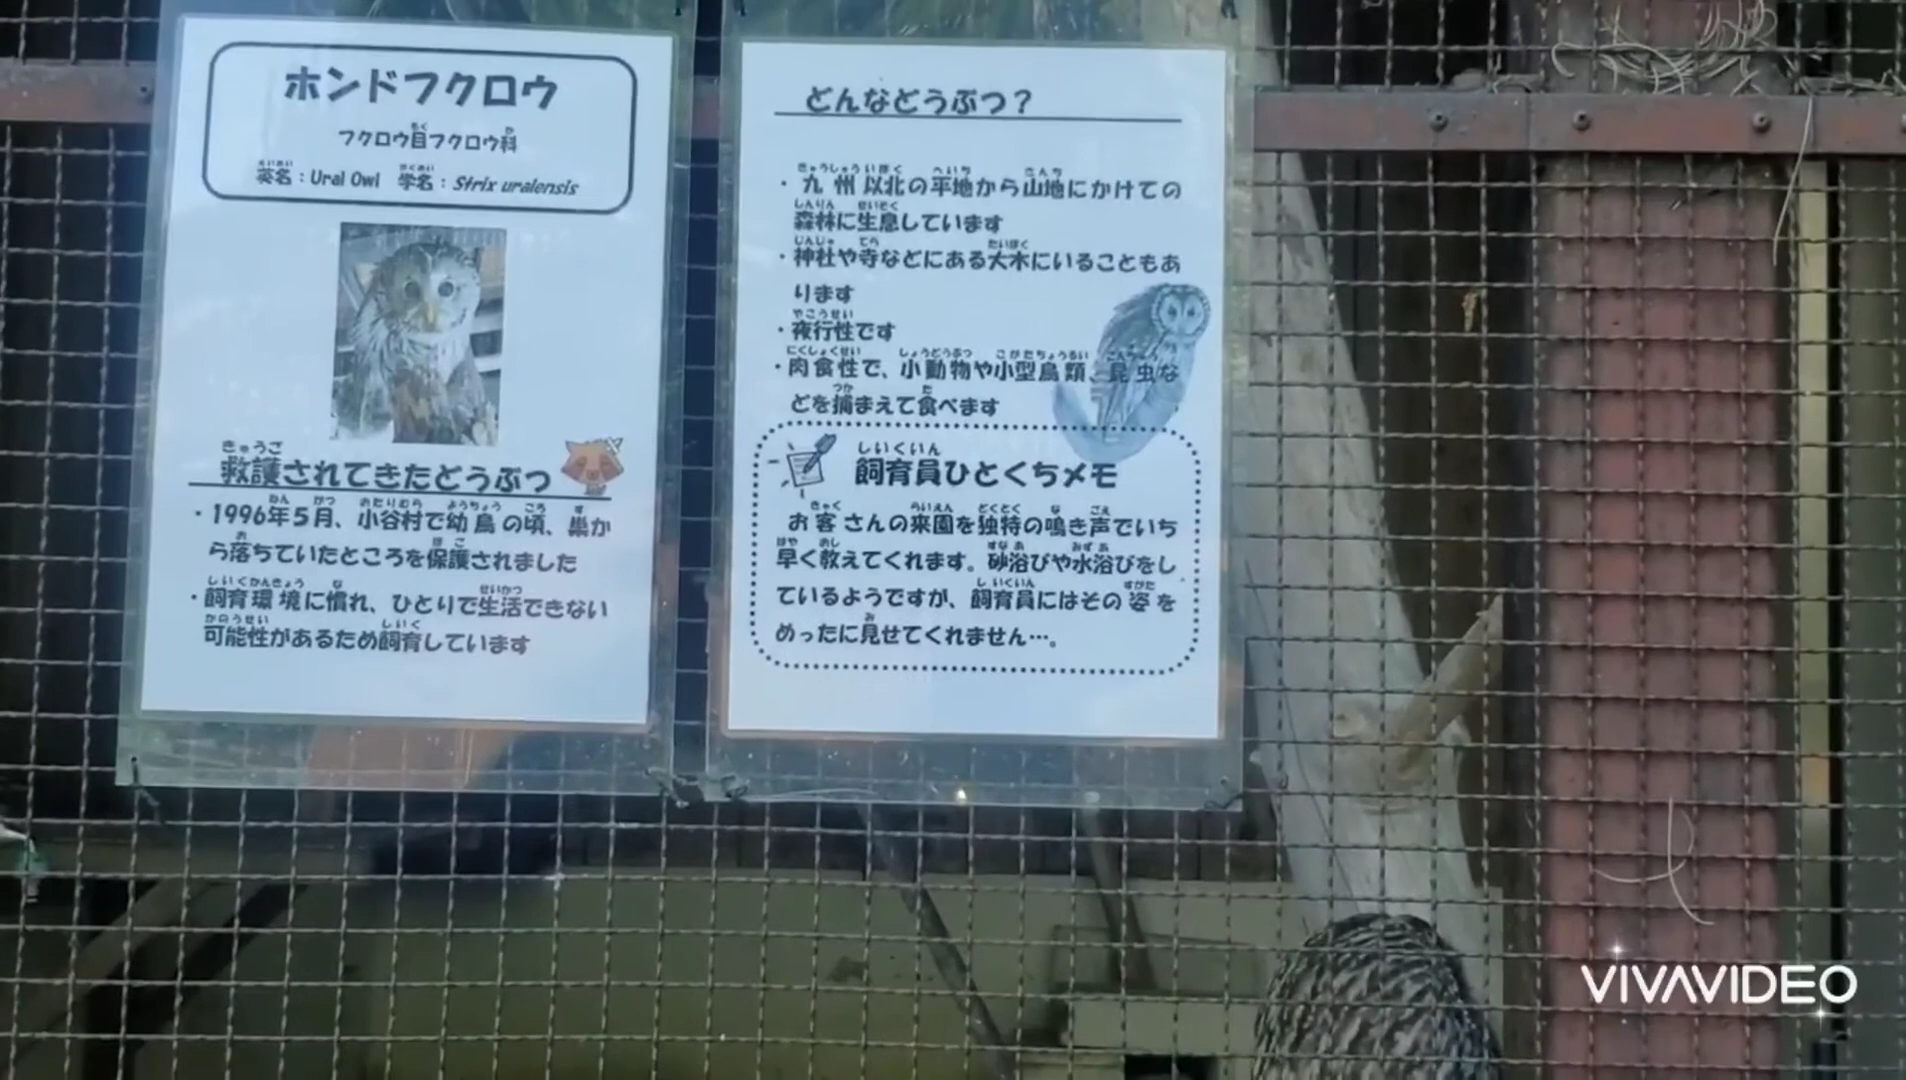 ホンドフクロウ
フクロウ目フクロウ科
英名：Ural Owl 学名：Strix uralensis
救護されてきたどうぶつ
・1996年5月、小谷村で幼鳥の頃、巣か
ら落ちていたところを保護されました
・飼育環境に慣れ、ひとりで生活できない
可能性があるため飼育しています
どんなどうぶつ？
・九州以北の平地から山地にかけての
森林に生息しています
・神社や寺などにある大木にいることもあ
ります
・夜行性です
・肉食性で、小動物や小型鳥類、昆虫な
どを捕まえて食べます
飼育員ひとくちメモ
お客さんの来園を独特の鳴き声でいち
早く教えてくれます。砂浴びや水浴びをし
ているようですが、飼育員にはその姿を
めったに見せてくれません…。
VIVAVIDEO